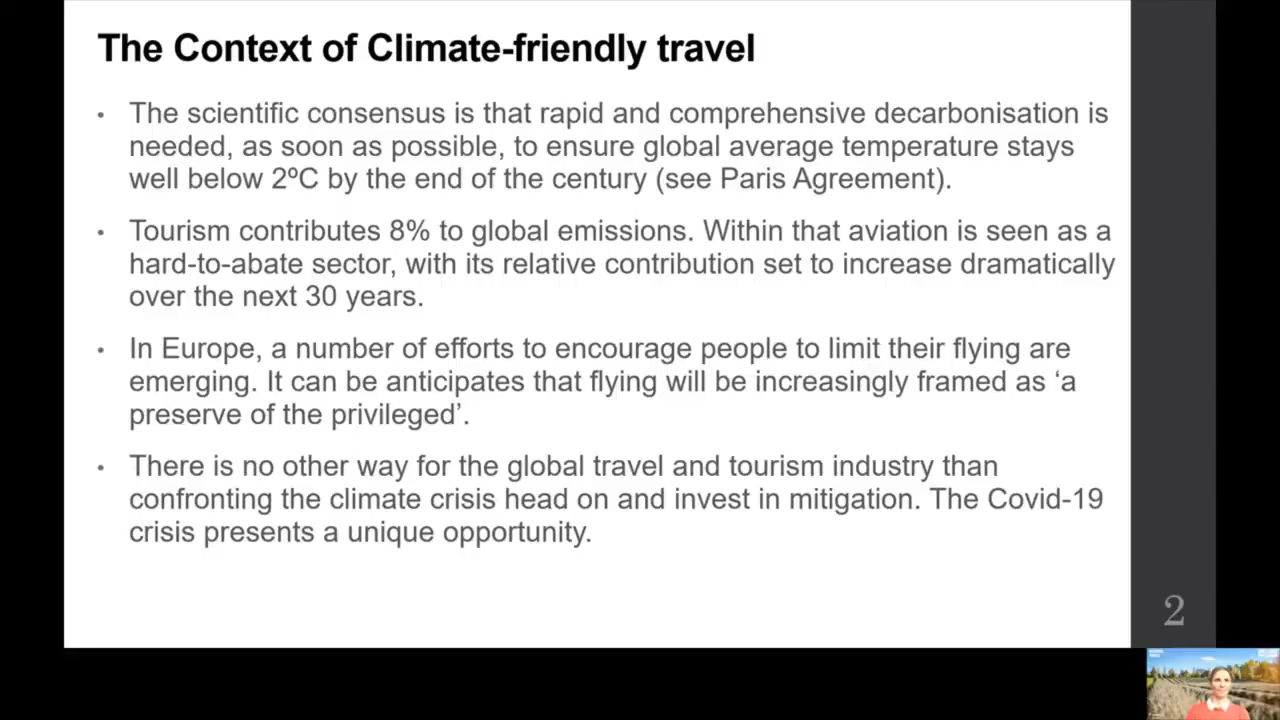 The Context of Climate-friendly travel
• The scientific consensus is that rapid and comprehensive decarbonisation is
needed, as soon as possible, to ensure global average temperature stays
well below 2ºC by the end of the century (see Paris Agreement).
• Tourism contributes 8% to global emissions. Within that aviation is seen as a
hard-to-abate sector, with its relative contribution set to increase dramatically
over the next 30 years.
• In Europe, a number of efforts to encourage people to limit their flying are
emerging. It can be anticipates that flying will be increasingly framed as ‘a
preserve of the privileged’.
• There is no other way for the global travel and tourism industry than
confronting the climate crisis head on and invest in mitigation. The Covid-19
crisis presents a unique opportunity.
2